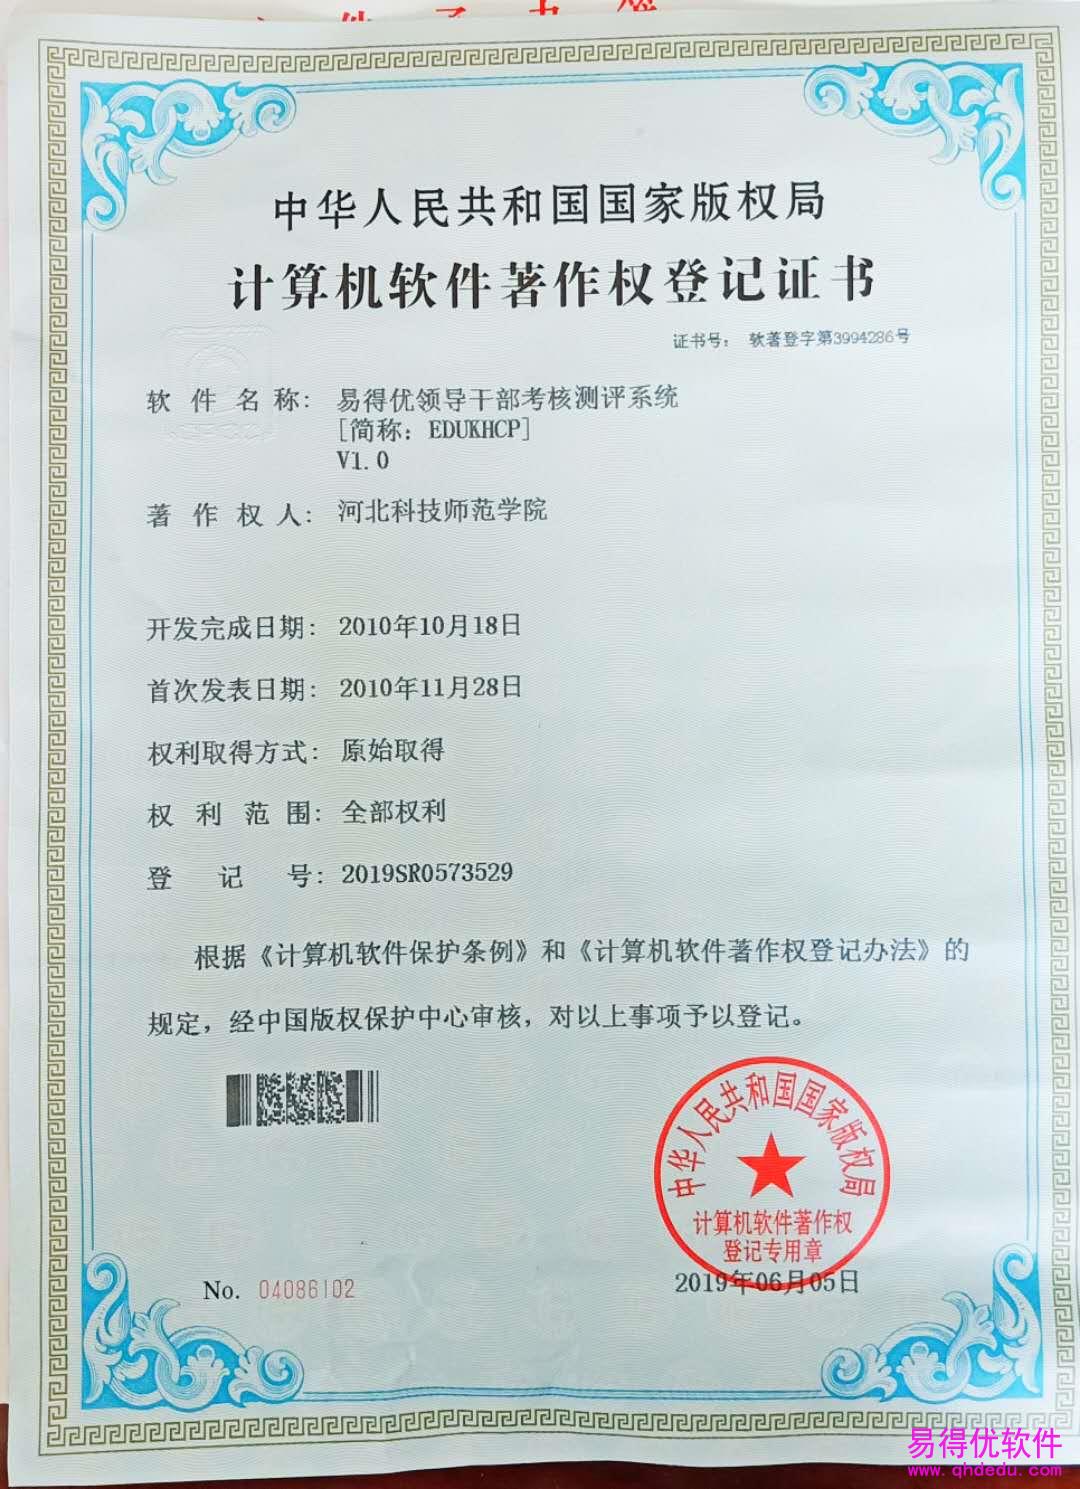 中华人民共和国国家版权局
计算机软件著作权登记证书
证书号： 软著登字第3994286号
软件名称： 易得优领导干部考核测评系统
[简称：EDUKHCP]
V1.0
著作权人： 河北科技师范学院
开发完成日期： 2010年10月18日
首次发表日期： 2010年11月28日
权利取得方式： 原始取得
权利范围： 全部权利
登记号： 2019SR0573529
根据《计算机软件保护条例》和《计算机软件著作权登记办法》的
规定，经中国版权保护中心审核，对以上事项予以登记。
中华人民共和国国家版权局
计算机软件著作权
登记专用章
No. 04086102
2019年06月05日
易得优软件
www.qhdedu.com